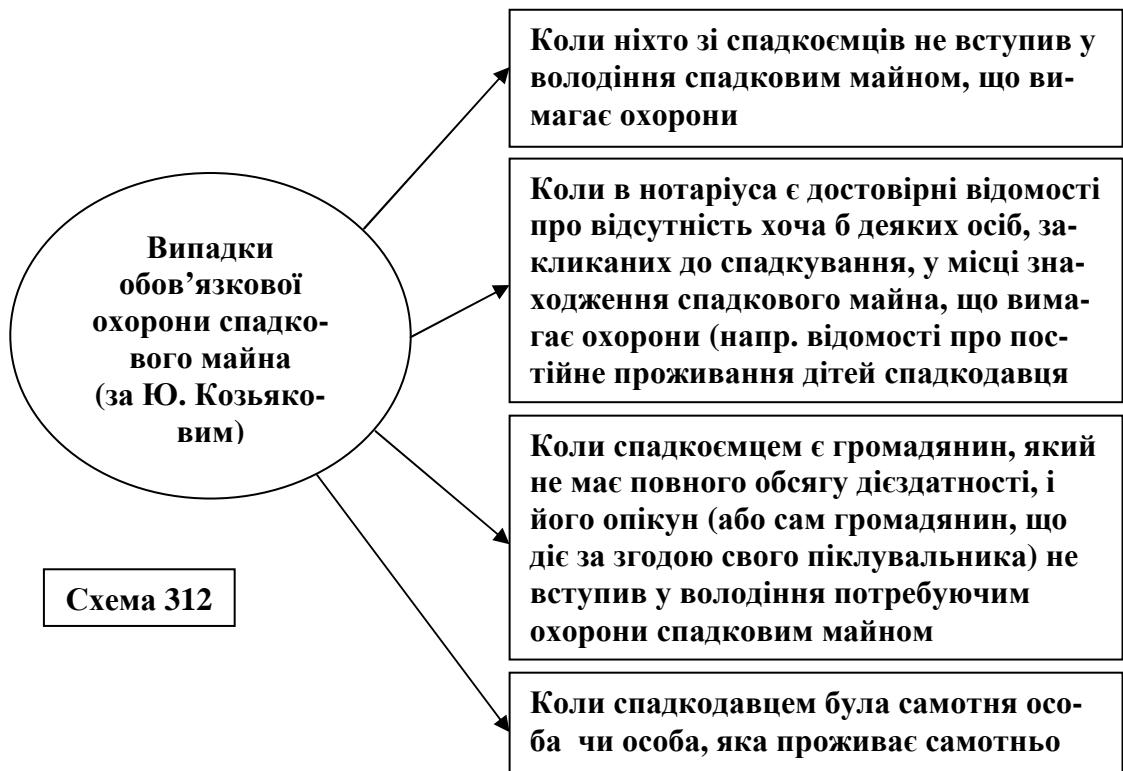 Випадки
обов’язкової
охорони спадко-
вого майна
(за Ю. Козьяко-
вим)
Коли ніхто зі спадкоємців не вступив у
володіння спадковим майном, що ви-
магає охорони
Коли в нотаріуса є достовірні відомості
про відсутність хоча б деяких осіб, за-
кликаних до спадкування, у місці зна-
ходження спадкового майна, що вима-
гає охорони (напр. відомості про пос-
тійне проживання дітей спадкодавця
Коли спадкоємцем є громадянин, який
не має повного обсягу дієздатності, і
його опікун (або сам громадянин, що
діє за згодою свого піклувальника) не
вступив у володіння потребуючим
охорони спадковим майном
Коли спадкодавцем була самотня осо-
ба чи особа, яка проживає самотньо
Схема 312